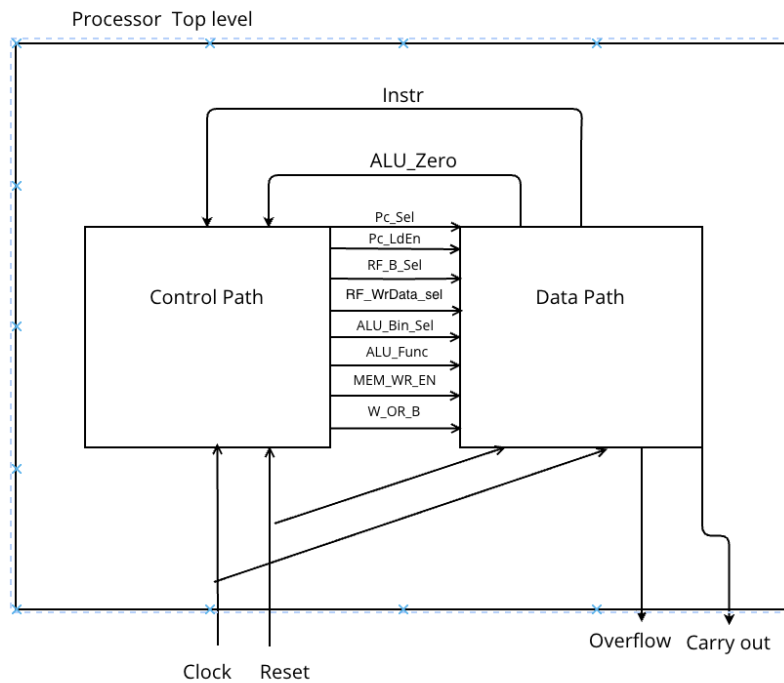 Processor Top level
Instr
ALU_Zero
Pc_Sel
Pc_LdEn
RF_B_Sel
RF_WrData_sel
ALU_Bin_Sel
ALU_Func
MEM_WR_EN
W_OR_B
Control Path
Data Path
Overflow
Carry out
Clock
Reset